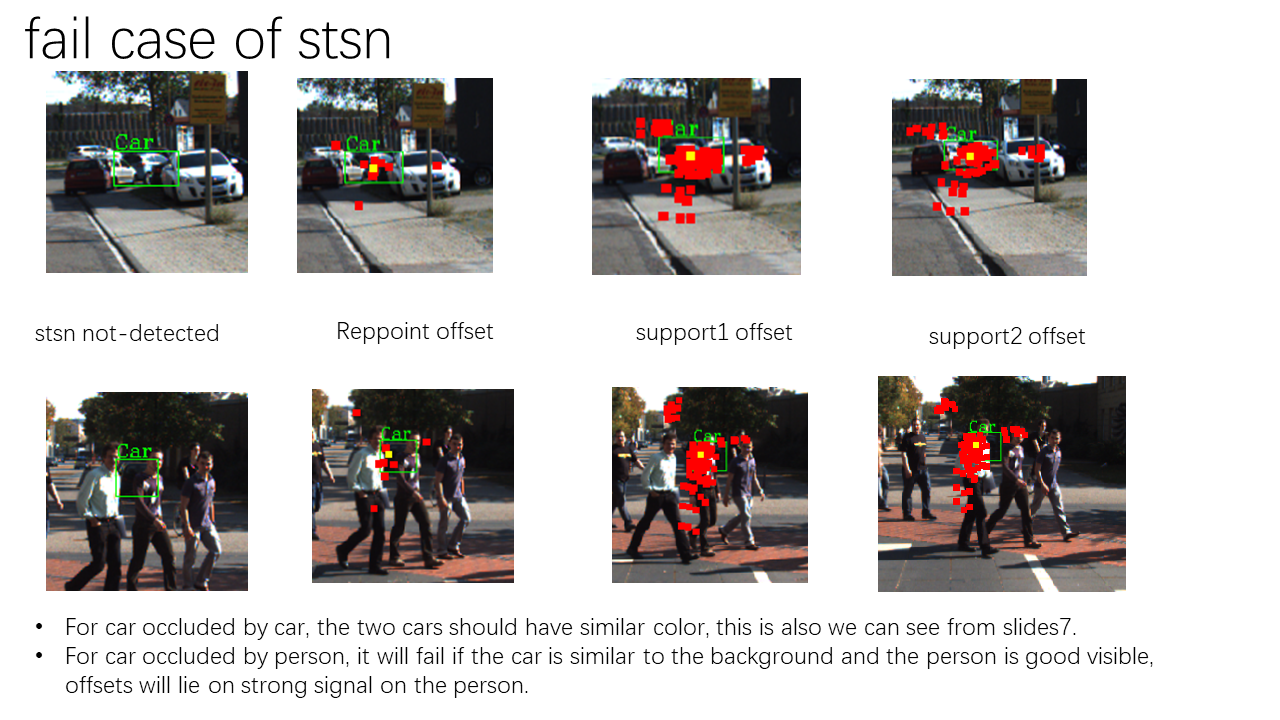 fail case of stsn
Car
Car
Car
stsn not-detected
Reppoint offset
support1 offset
support2 offset
Car
Car
Car
Car
• For car occluded by car, the two cars should have similar color, this is also we can see from slides7.
• For car occluded by person, it will fail if the car is similar to the background and the person is good visible,
offsets will lie on strong signal on the person.